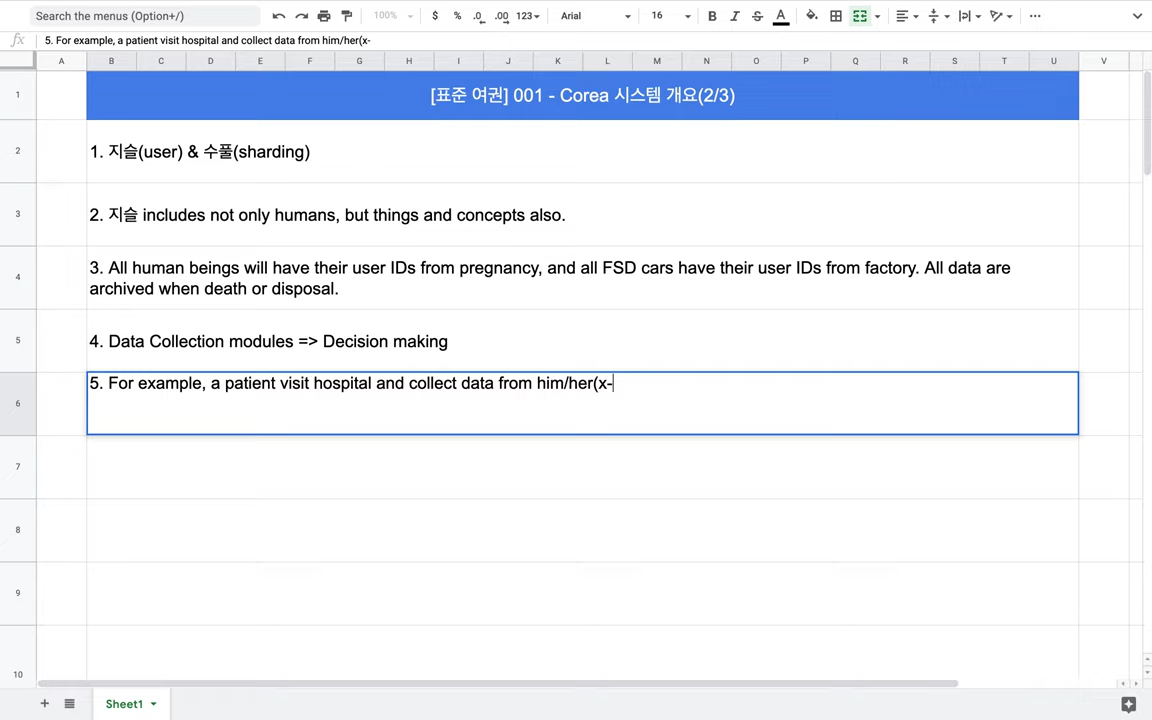 Search the menus (Option+/)
100%
$ % .0 .00 123
Arial
16
B I S A
fx
5. For example, a patient visit hospital and collect data from him/her(x-
A B C D E F G H I J K L M N O P Q R S T U V
1
[표준 여권] 001 - Corea 시스템 개요(2/3)
2
1. 지슬(user) & 수풀(sharding)
3
2. 지슬 includes not only humans, but things and concepts also.
4
3. All human beings will have their user IDs from pregnancy, and all FSD cars have their user IDs from factory. All data are
archived when death or disposal.
5
4. Data Collection modules => Decision making
6
5. For example, a patient visit hospital and collect data from him/her(x-
7
8
9
10
Sheet1